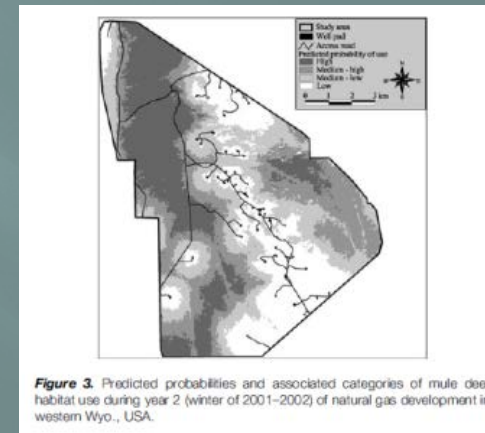 Study area
Well pad
Access road
Predicted probability of use
High
Medium - high
Medium - low
Low
0 1 2 3 km
Figure 3. Predicted probabilities and associated categories of mule dee
habitat use during year 2 (winter of 2001–2002) of natural gas development i
western Wyo., USA.